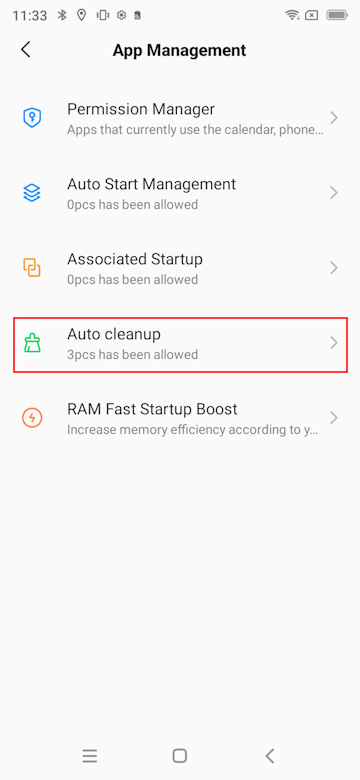 11:33
App Management
Permission Manager
Apps that currently use the calendar, phone...
Auto Start Management
0pcs has been allowed
Associated Startup
0pcs has been allowed
Auto cleanup
3pcs has been allowed
RAM Fast Startup Boost
Increase memory efficiency according to y...